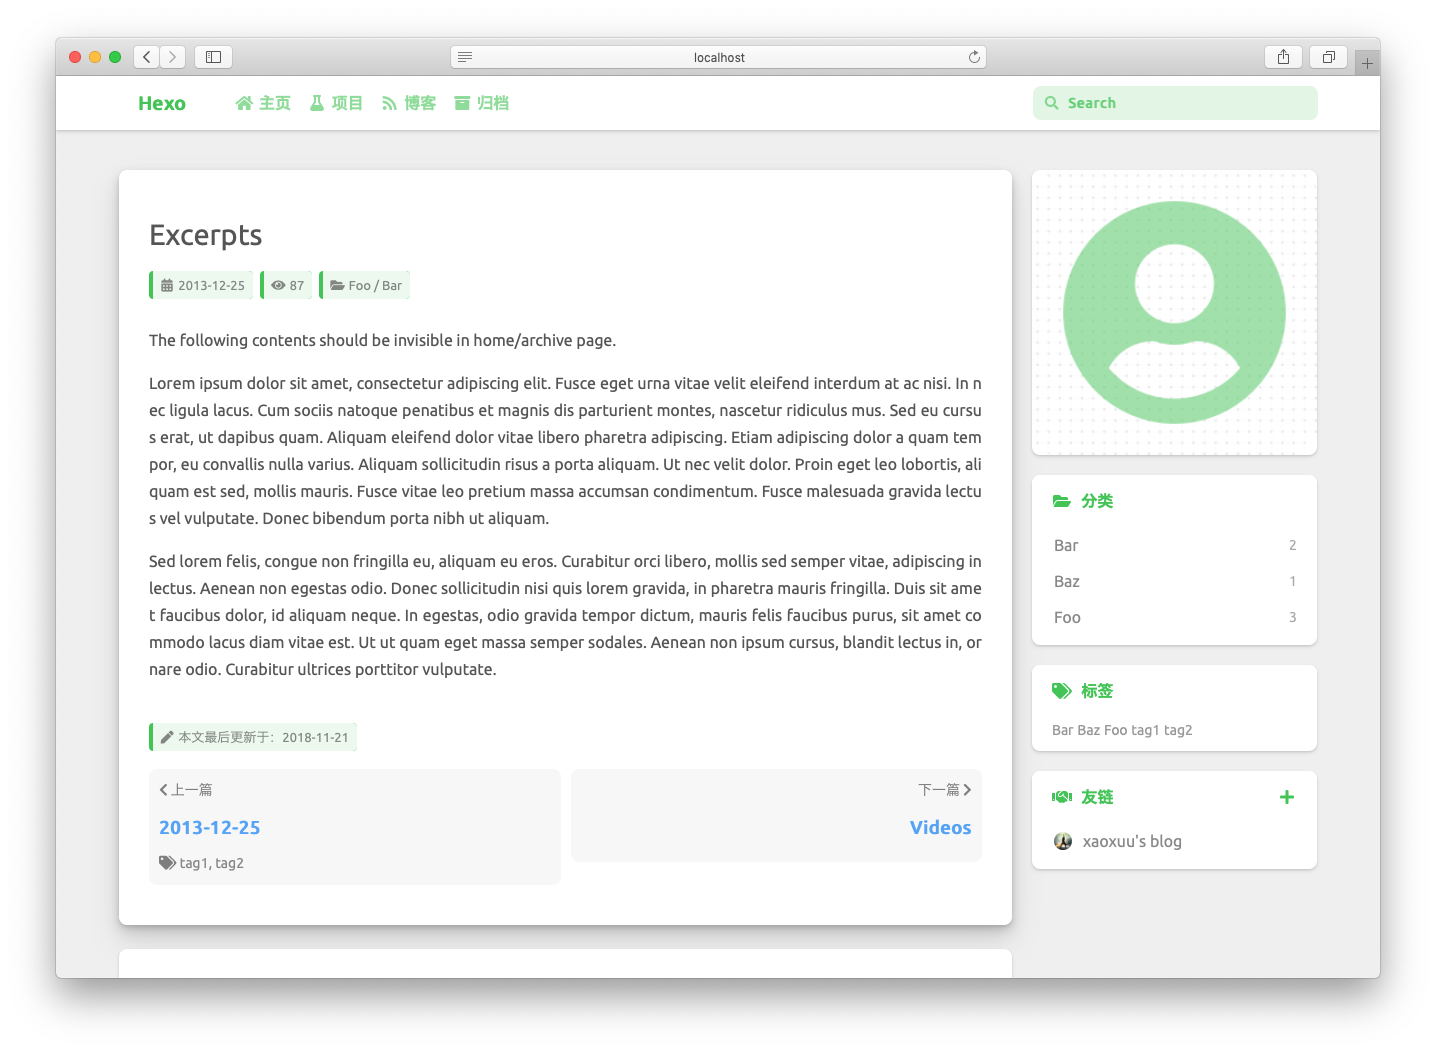 localhost
Hexo 主页 项目 博客 归档 Search
Excerpts
2013-12-25 87 Foo / Bar
The following contents should be invisible in home/archive page.
Lorem ipsum dolor sit amet, consectetur adipiscing elit. Fusce eget urna vitae velit eleifend interdum at ac nisi. In n
ec ligula lacus. Cum sociis natoque penatibus et magnis dis parturient montes, nascetur ridiculus mus. Sed eu cursu
s erat, ut dapibus quam. Aliquam eleifend dolor vitae libero pharetra adipiscing. Etiam adipiscing dolor a quam tem
por, eu convallis nulla varius. Aliquam sollicitudin risus a porta aliquam. Ut nec velit dolor. Proin eget leo lobortis, ali
quam est sed, mollis mauris. Fusce vitae leo pretium massa accumsan condimentum. Fusce malesuada gravida lectu
s vel vulputate. Donec bibendum porta nibh ut aliquam.
Sed lorem felis, congue non fringilla eu, aliquam eu eros. Curabitur orci libero, mollis sed semper vitae, adipiscing in
lectus. Aenean non egestas odio. Donec sollicitudin nisi quis lorem gravida, in pharetra mauris fringilla. Duis sit ame
t faucibus dolor, id aliquam neque. In egestas, odio gravida tempor dictum, mauris felis faucibus purus, sit amet co
mmodo lacus diam vitae est. Ut ut quam eget massa semper sodales. Aenean non ipsum cursus, blandit lectus in, or
nare odio. Curabitur ultrices porttitor vulputate.
本文最后更新于：2018-11-21
上一篇
2013-12-25
tag1, tag2
下一篇
Videos
分类
Bar 2
Baz 1
Foo 3
标签
Bar Baz Foo tag1 tag2
友链
xaoxuu's blog